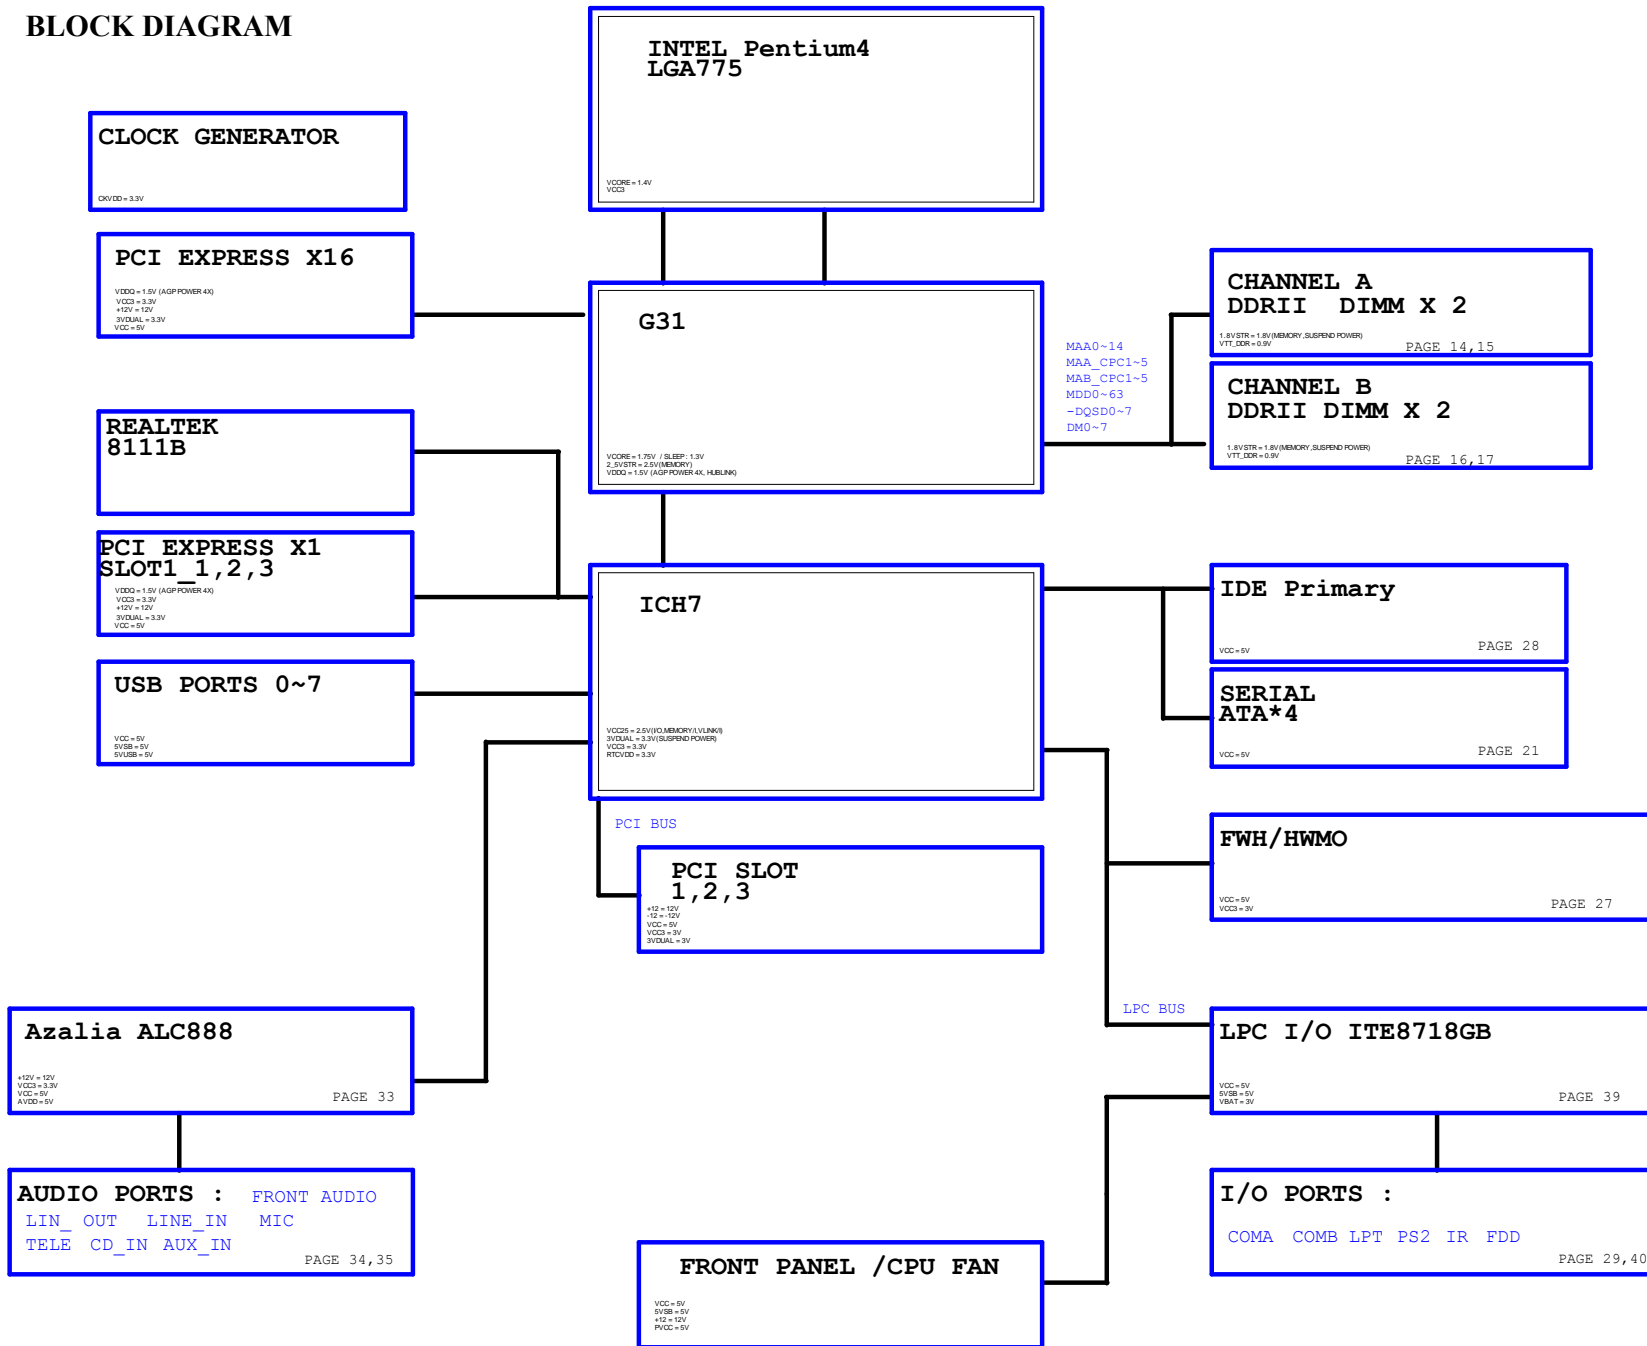 BLOCK DIAGRAM
INTEL Pentium4
LGA775
VCORE = 1.4V
VCC3
CLOCK GENERATOR
CKVDD = 3.3V
PCI EXPRESS X16
VDDQ = 1.5V (AGP POWER 4X)
VCC3 = 3.3V
+12V = 12V
3VDUAL = 3.3V
VCC = 5V
G31
VCORE = 1.75V / SLEEP : 1.3V
2_5VSTR = 2.5V(MEMORY)
VDDQ = 1.5V (AGP POWER 4X, HUBLINK)
MAA0~14
MAA_CPC1~5
MAB_CPC1~5
MDD0~63
-DQSD0~7
DM0~7
CHANNEL A
DDRII DIMM X 2
1.8VSTR = 1.8V(MEMORY,SUSPEND POWER)
VTT_DDR = 0.9V
PAGE 14,15
CHANNEL B
DDRII DIMM X 2
1.8VSTR = 1.8V(MEMORY,SUSPEND POWER)
VTT_DDR = 0.9V
PAGE 16,17
REALTEK
8111B
PCI EXPRESS X1
SLOT1_1,2,3
VDDQ = 1.5V (AGP POWER 4X)
VCC3 = 3.3V
+12V = 12V
3VDUAL = 3.3V
VCC = 5V
USB PORTS 0~7
VCC = 5V
5VSB = 5V
5VUSB = 5V
ICH7
VCC25 = 2.5V(I/O,MEMORY/I,VLINK/I)
3VDUAL = 3.3V(SUSPEND POWER)
VCC3 = 3.3V
RTCVDD = 3.3V
IDE Primary
VCC = 5V
PAGE 28
SERIAL
ATA*4
VCC = 5V
PAGE 21
PCI BUS
PCI SLOT
1,2,3
+12 = 12V
-12 = -12V
VCC = 5V
VCC3 = 3V
3VDUAL = 3V
FWH/HWMO
VCC = 5V
VCC3 = 3V
PAGE 27
Azalia ALC888
+12V = 12V
VCC3 = 3.3V
VCC = 5V
AVDD = 5V
PAGE 33
LPC BUS
LPC I/O ITE8718GB
VCC = 5V
5VSB = 5V
VBAT = 3V
PAGE 39
AUDIO PORTS : FRONT AUDIO
LIN_ OUT LINE_IN MIC
TELE CD_IN AUX_IN
PAGE 34,35
I/O PORTS :
COMA COMB LPT PS2 IR FDD
PAGE 29,40
FRONT PANEL /CPU FAN
VCC = 5V
5VSB = 5V
+12 = 12V
PVCC = 5V